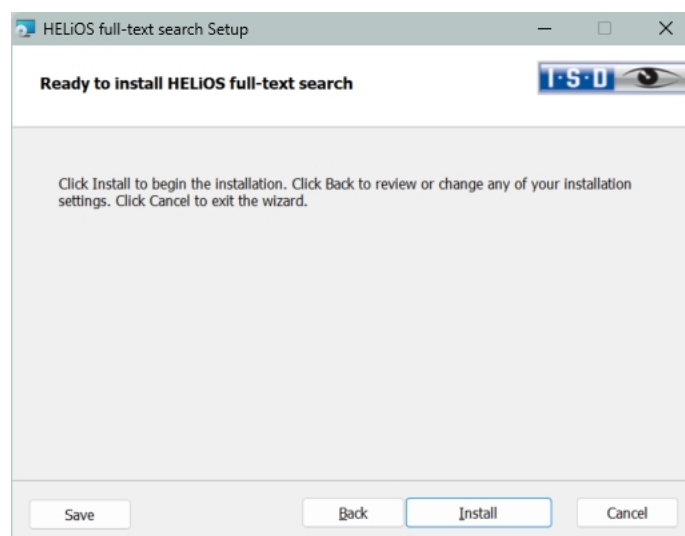 HELiOS full-text search Setup
Ready to install HELiOS full-text search
I·S·D
Click Install to begin the installation. Click Back to review or change any of your installation
settings. Click Cancel to exit the wizard.
Save Back Install Cancel